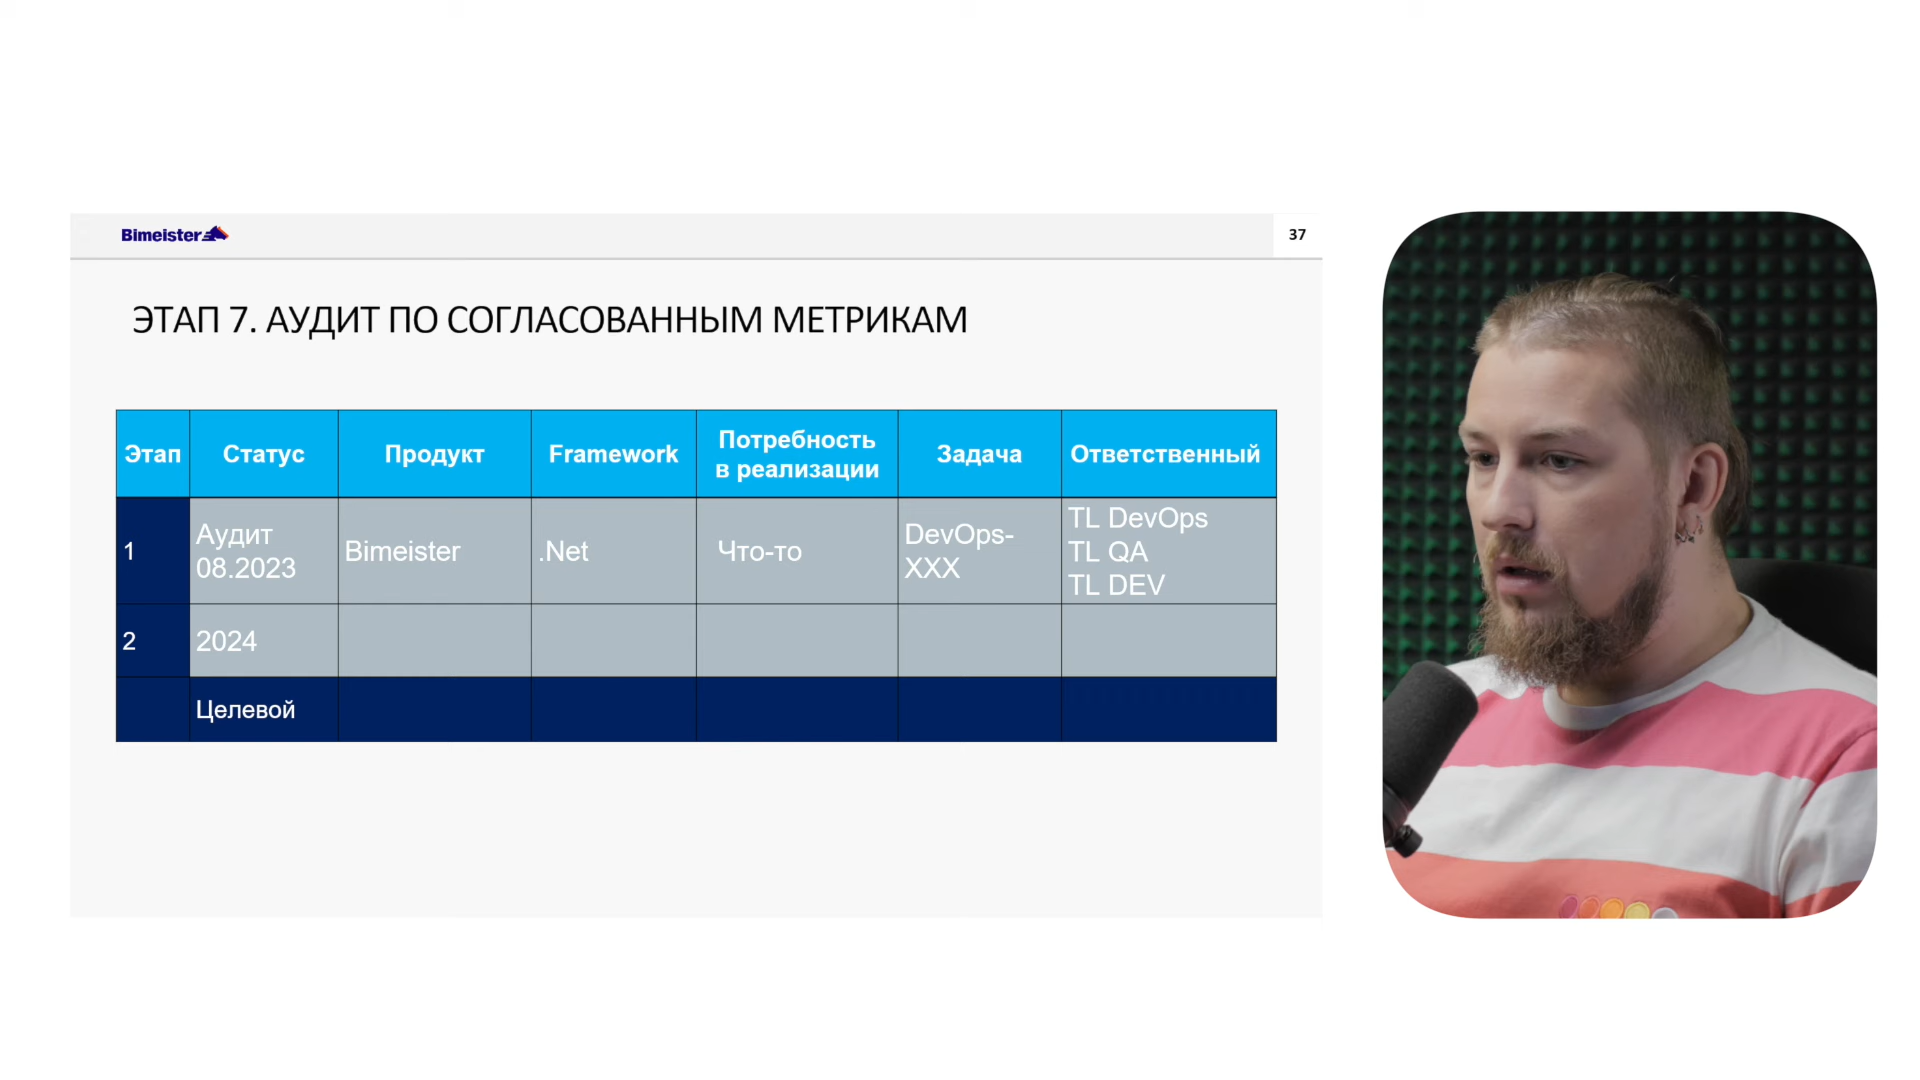 Bimeister
37
ЭТАП 7. АУДИТ ПО СОГЛАСОВАННЫМ МЕТРИКАМ
Этап
Статус
Продукт
Framework
Потребность
в реализации
Задача
Ответственный
1
Аудит
08.2023
Bimeister
.Net
Что-то
DevOps-
XXX
TL DevOps
TL QA
TL DEV
2
2024
Целевой